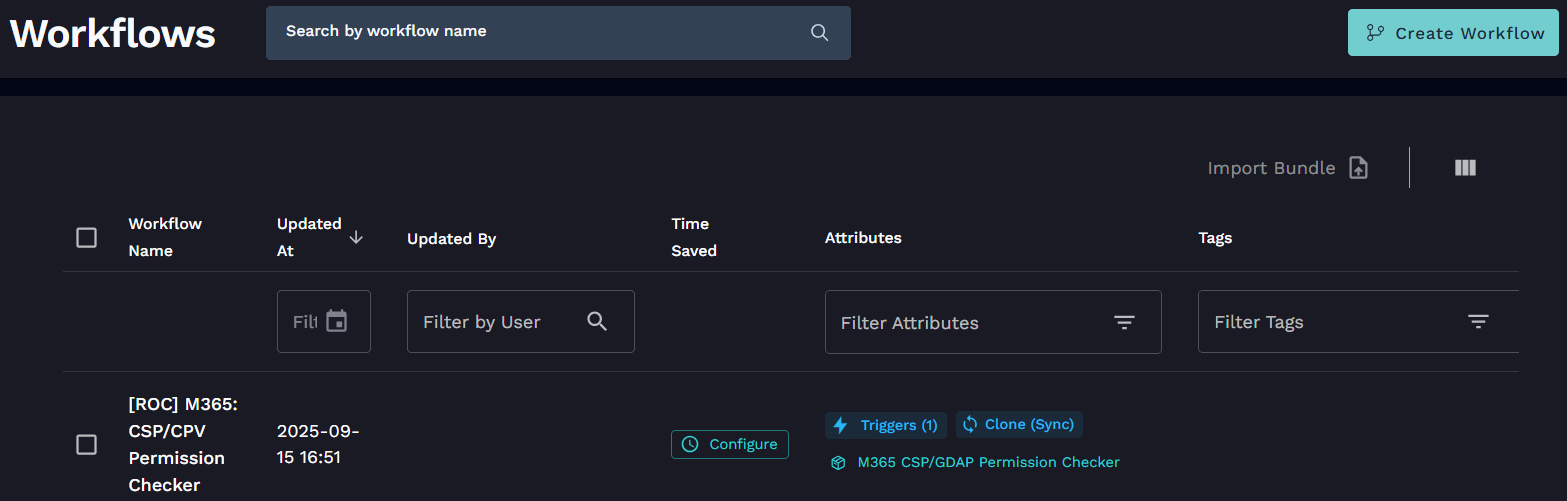 Workflows
Search by workflow name
Create Workflow
Import Bundle
Workflow
Name
Updated
At
Updated By
Time
Saved
Attributes
Tags
Filt
Filter by User
Filter Attributes
Filter Tags
[ROC] M365:
CSP/CPV
Permission
Checker
2025-09-
15 16:51
Configure
Triggers (1)
Clone (Sync)
M365 CSP/GDAP Permission Checker